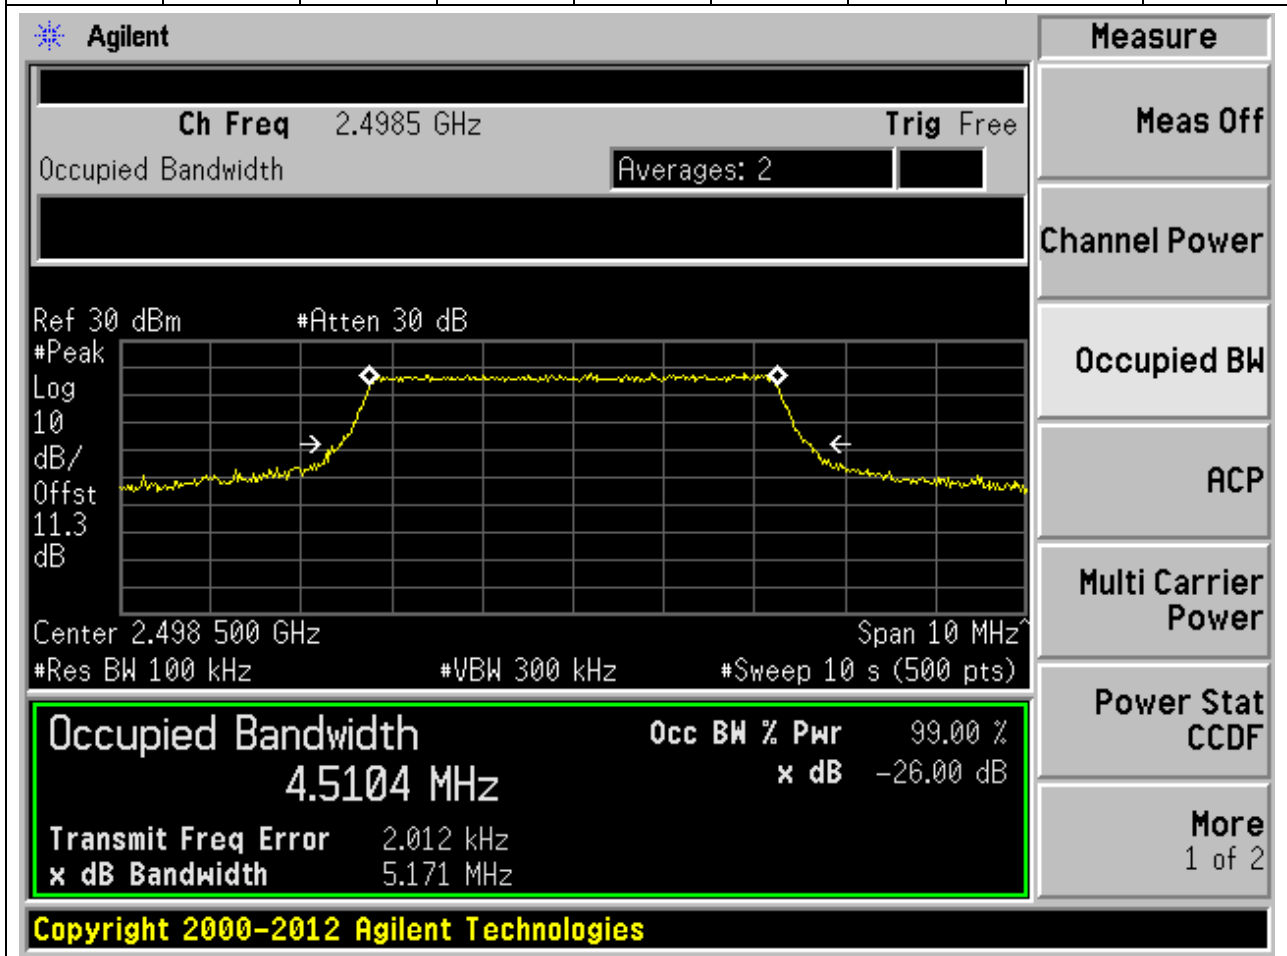 Agilent
Measure
Ch Freq 2.4985 GHz Trig Free
Occupied Bandwidth Averages: 2
Ref 30 dBm #Atten 30 dB
#Peak
Log
10
dB/
Offst
11.3
dB
Center 2.498 500 GHz Span 10 MHz^
#Res BW 100 kHz #VBW 300 kHz #Sweep 10 s (500 pts)
Occupied Bandwidth
4.5104 MHz
Occ BW % Pwr 99.00 %
x dB -26.00 dB
Transmit Freq Error 2.012 kHz
x dB Bandwidth 5.171 MHz
Copyright 2000-2012 Agilent Technologies
Meas Off
Channel Power
Occupied BW
ACP
Multi Carrier
Power
Power Stat
CCDF
More
1 of 2